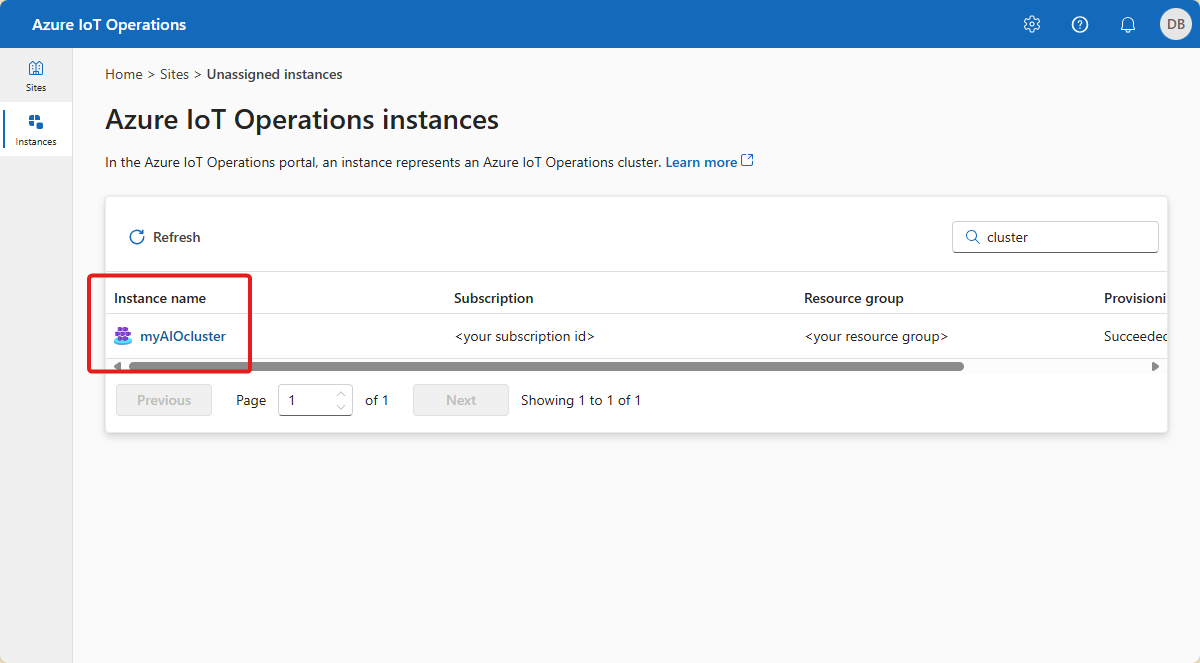 Azure IoT Operations
DB
Sites
Instances
Home > Sites > Unassigned instances
Azure IoT Operations instances
In the Azure IoT Operations portal, an instance represents an Azure IoT Operations cluster. Learn more
Refresh
cluster
Instance name Subscription Resource group Provisioni
myAIOcluster <your subscription id> <your resource group> Succeeded
Previous Page 1 of 1 Next Showing 1 to 1 of 1